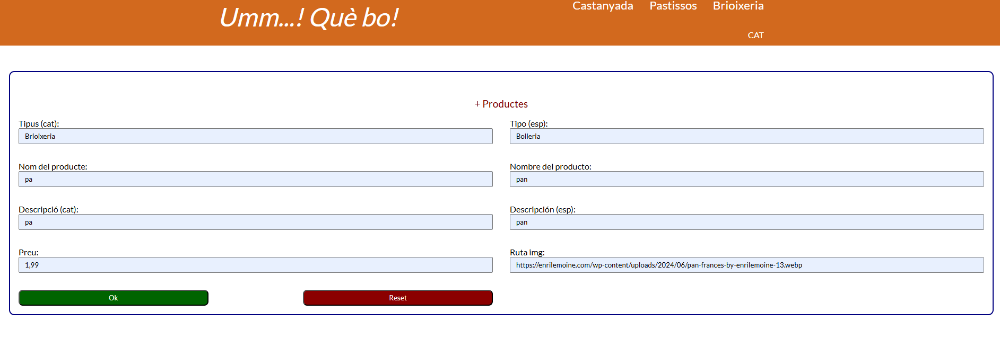 Umm...! Què bo!
Castanyada Pastissos Brioixeria
CAT
+ Productes
Tipus (cat):
Brioixeria
Tipo (esp):
Bolleria
Nom del producte:
pa
Nombre del producto:
pan
Descripció (cat):
pa
Descripción (esp):
pan
Preu:
1,99
Ruta img:
https://enrilemoine.com/wp-content/uploads/2024/06/pan-frances-by-enrilemoine-13.webp
Ok
Reset